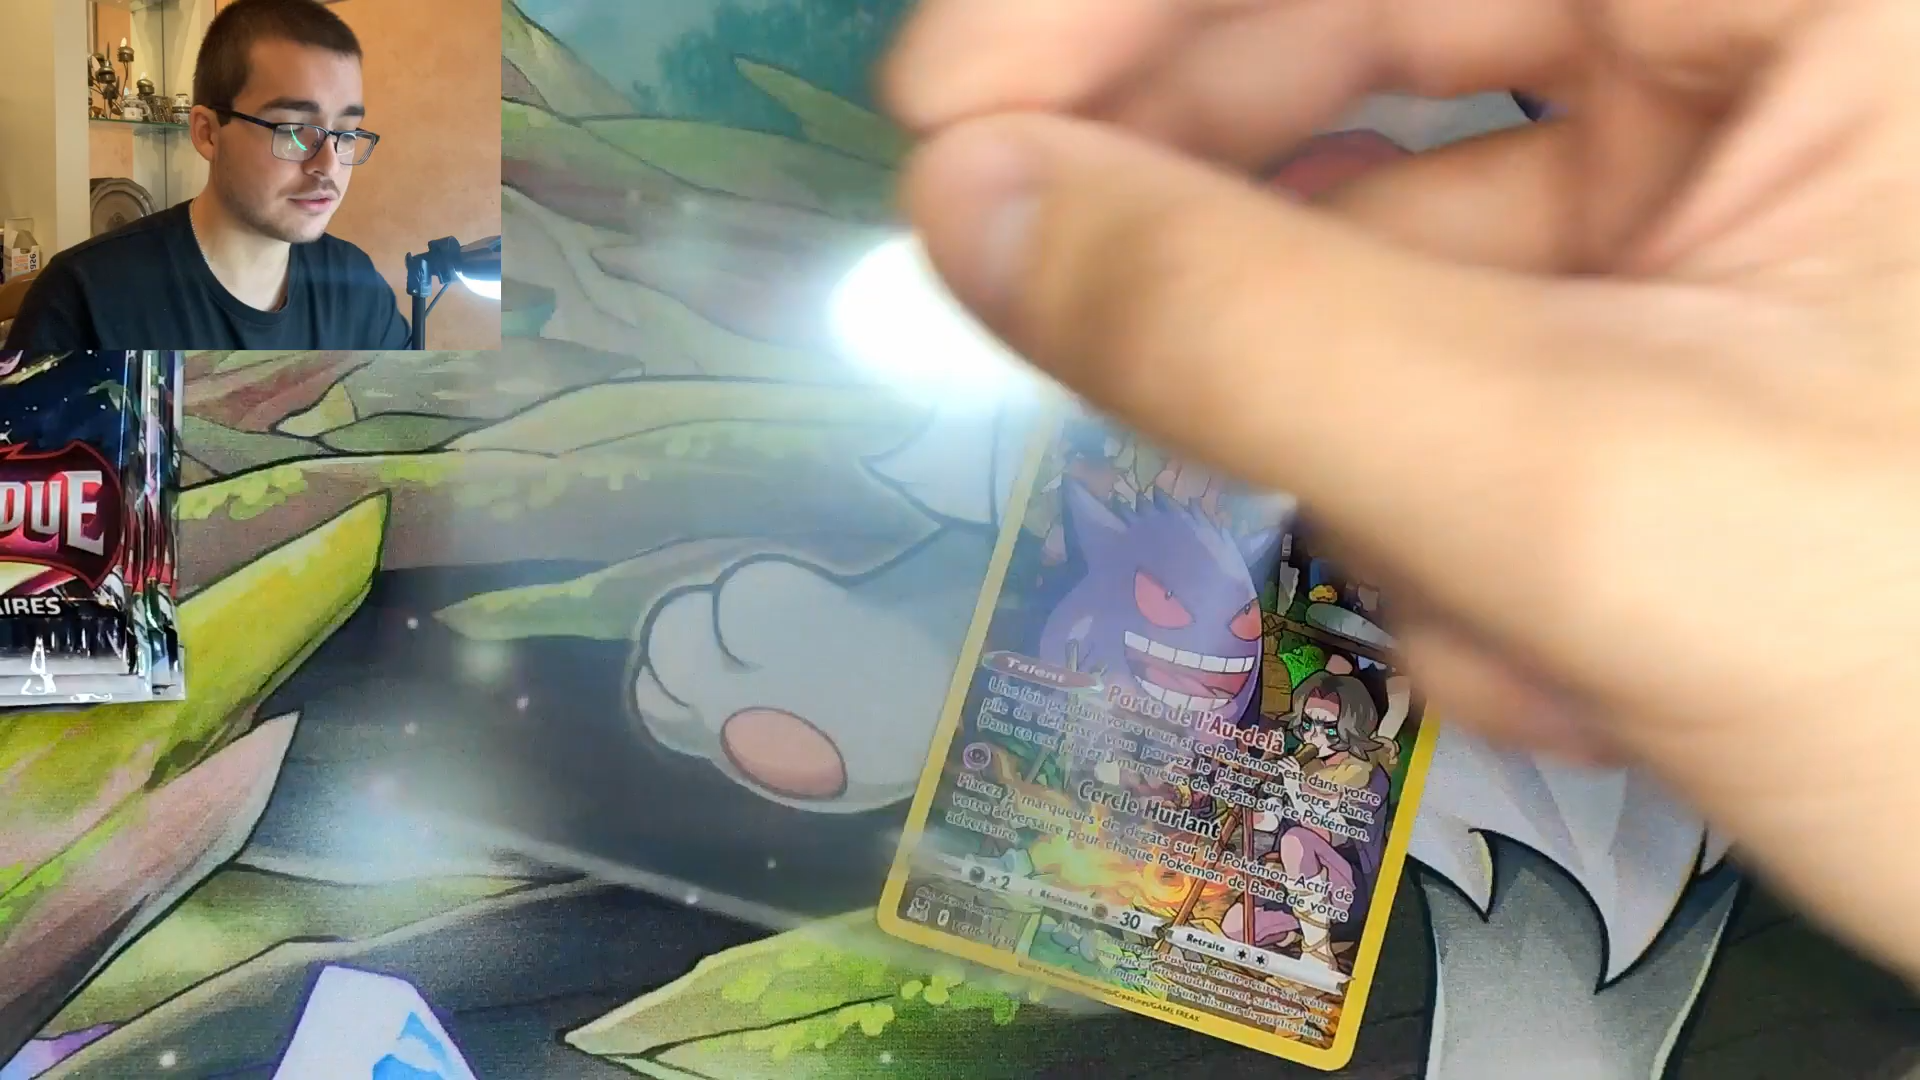 DUE
AIRES
Talent
Porte de l'Au-delà
Une fois pendant votre tour, si ce Pokémon est dans votre
pile de défausse, vous pouvez le placer sur votre Banc.
Dans ce cas, placez 3 marqueurs de dégâts sur ce Pokémon.
Cercle Hurlant
Placez 2 marqueurs de dégâts sur le Pokémon Actif de
votre adversaire pour chaque Pokémon de Banc de votre
adversaire.
×2
Résistance
-30
Retraite
GAME FREAK